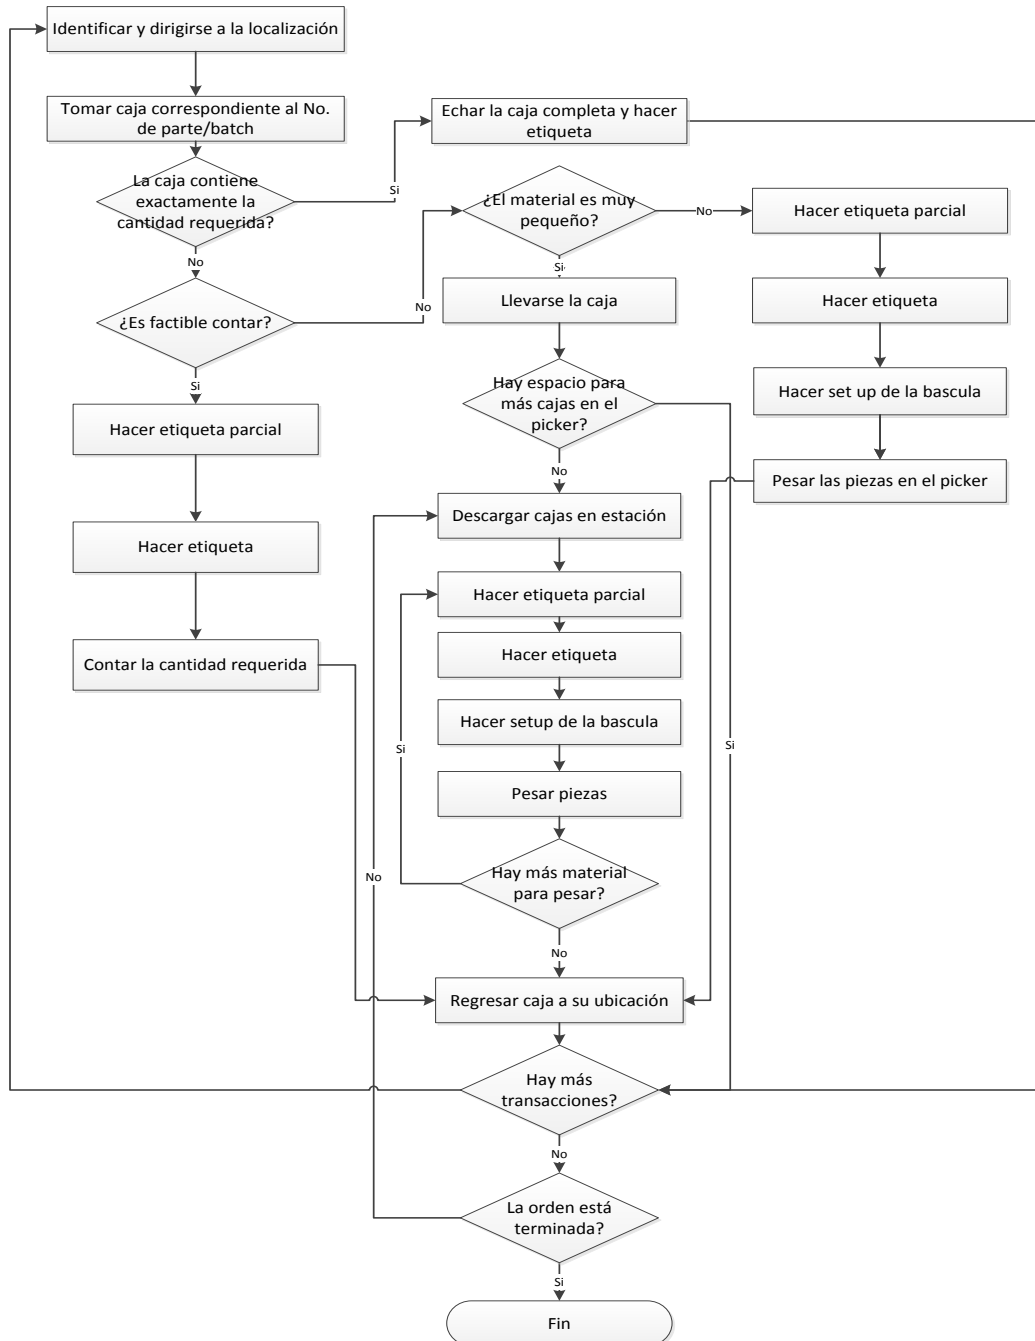 Identificar y dirigirse a la localización
Tomar caja correspondiente al No.
de parte/batch
Echar la caja completa y hacer
etiqueta
La caja contiene
exactamente la
cantidad requerida?
Si
No
¿El material es muy
pequeño?
No
Si
Hacer etiqueta parcial
Hacer etiqueta
Hacer set up de la bascula
Pesar las piezas en el picker
¿Es factible contar?
No
Si
Llevarse la caja
Hay espacio para
más cajas en el
picker?
No
Si
Hacer etiqueta parcial
Hacer etiqueta
Contar la cantidad requerida
Descargar cajas en estación
Hacer etiqueta parcial
Hacer etiqueta
Hacer setup de la bascula
Pesar piezas
Hay más material
para pesar?
Si
No
Regresar caja a su ubicación
Hay más
transacciones?
No
La orden está
terminada?
No
Si
Fin